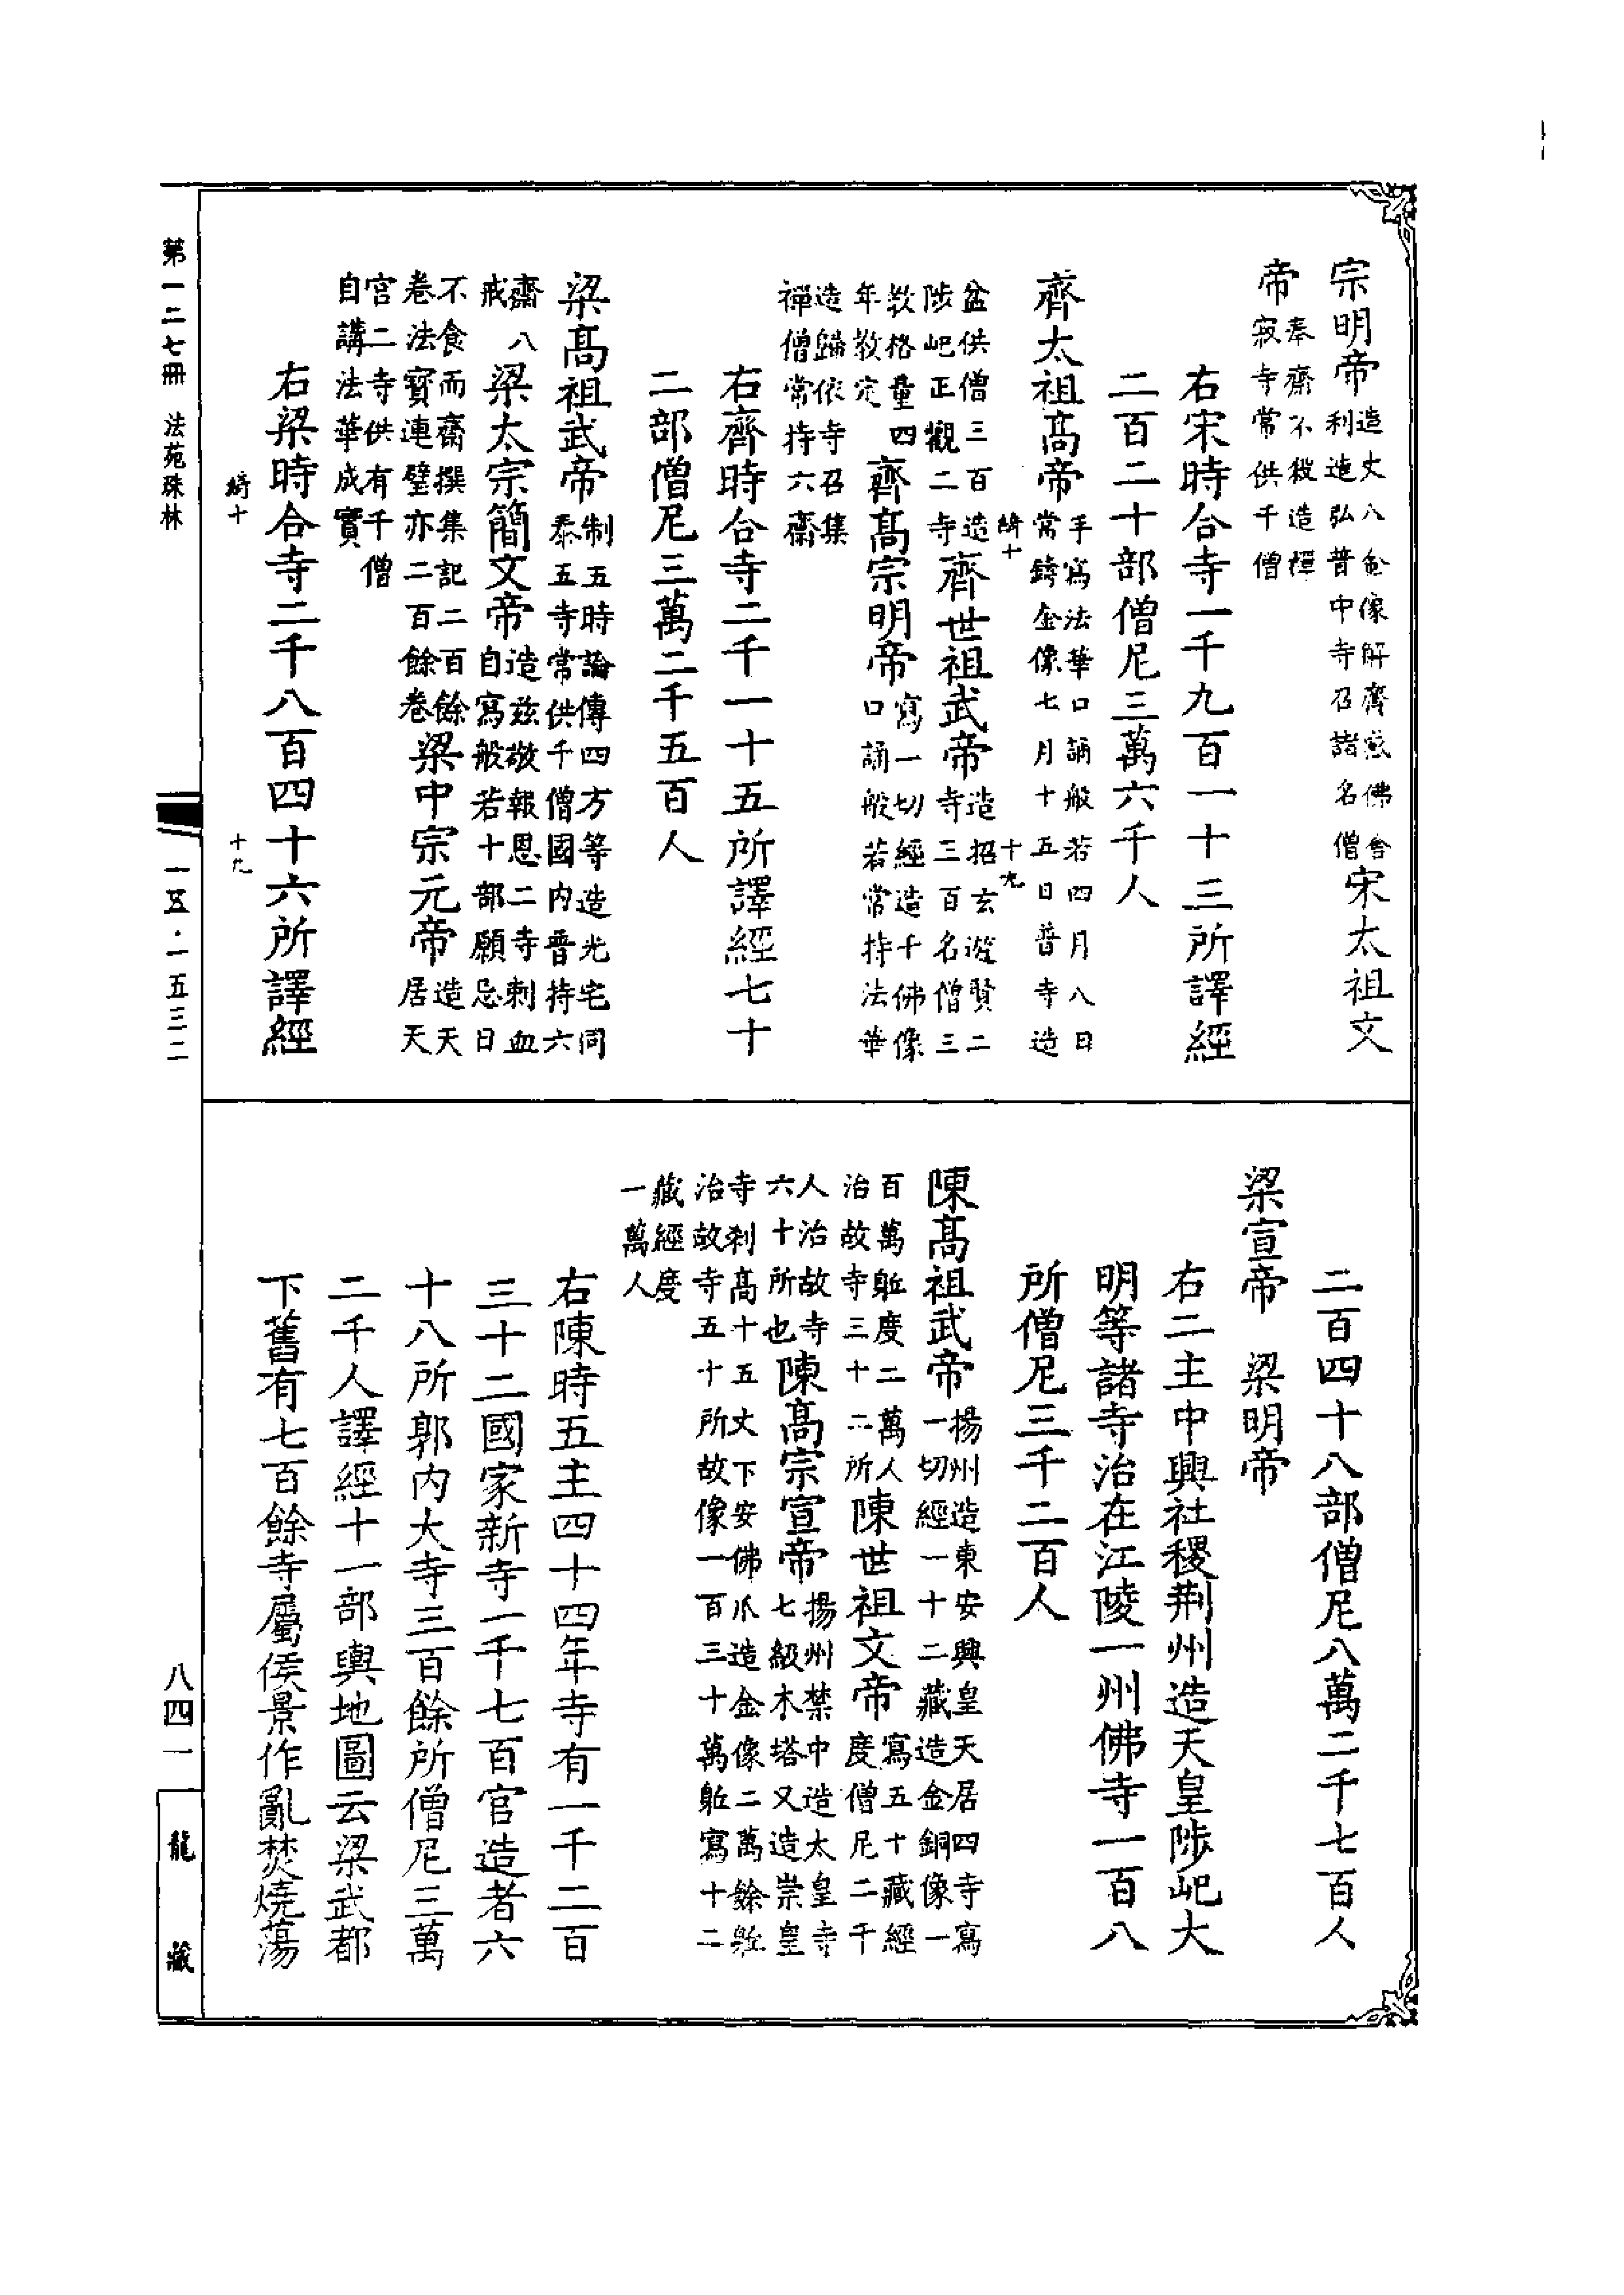 宗明帝造丈八金像解齋感佛舍利造弘普中寺召諸名僧宋太祖文
帝奉齋不殺造禪寂寺常供千僧
右宋時合寺一千九百一十三所譯經
二百二十部僧尼三萬六千人
齊太祖高帝手寫法華口誦般若四月八日常鑄金像七月十五日普寺造
盆供僧三百造陟屺正觀二寺齊世祖武帝造招玄遊賢二寺三百名僧三
教格量四年教定齊高宗明帝寫一切經造千佛像口誦般若常持法華
造歸依寺召集禪僧常持六齋
右齊時合寺二千一十五所譯經七十
二部僧尼三萬二千五百人
梁高祖武帝制五時論傳四方等造光宅同泰五寺常供千僧國內普持六
齋八戒梁太宗簡文帝造茲敬報恩二寺刺血自寫般若十部願忌日
不食而齋撰集記二百餘卷法寶連璧亦二百餘卷梁中宗元帝造天居天
宮二寺供有千僧自講法華成實
右梁時合寺二千八百四十六所譯經
二百四十八部僧尼八萬二千七百人
梁宣帝 梁明帝
右二主中興社稷荆州造天皇陟屺大
明等諸寺治在江陵一州佛寺一百八
所僧尼三千二百人
陳高祖武帝揚州造東安興皇天居四寺寫一切經一十二藏造金銅像一
百萬軀度二萬人治故寺三十二所陳世祖文帝寫五十藏經度僧尼二千
人治故寺六十所也陳高宗宣帝揚州禁中造太皇寺七級木塔又造崇皇
寺刹高十五丈下安佛爪造金像二萬餘軀治故寺五十所故像一百三十萬軀寫十二
藏經度一萬人
右陳時五主四十四年寺有一千二百
三十二國家新寺一千七百官造者六
十八所郭內大寺三百餘所僧尼三萬
二千人譯經十一部輿地圖云梁武都
下舊有七百餘寺屬侯景作亂焚燒蕩
綺十
十九
綺十
十九
第一二七冊 法苑珠林
一五·一五三二
八四一
龍藏